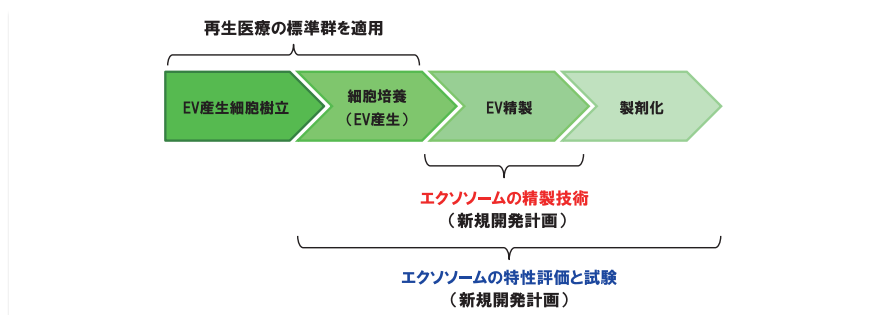 再生医療の標準群を適用
EV産生細胞樹立
細胞培養
（EV産生）
EV精製
製剤化
エクソソームの精製技術
（新規開発計画）
エクソソームの特性評価と試験
（新規開発計画）